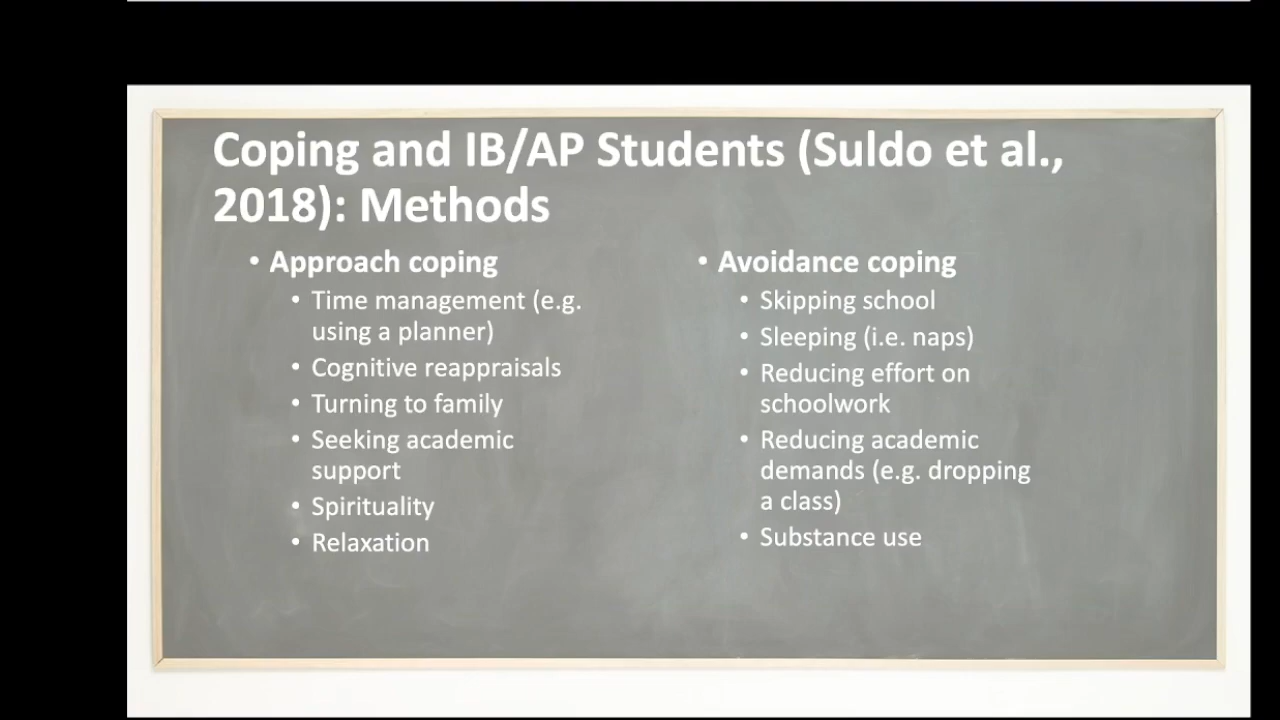 Coping and IB/AP Students (Suldo et al.,
2018): Methods
• Approach coping
• Time management (e.g.
using a planner)
• Cognitive reappraisals
• Turning to family
• Seeking academic
support
• Spirituality
• Relaxation
• Avoidance coping
• Skipping school
• Sleeping (i.e. naps)
• Reducing effort on
schoolwork
• Reducing academic
demands (e.g. dropping
a class)
• Substance use